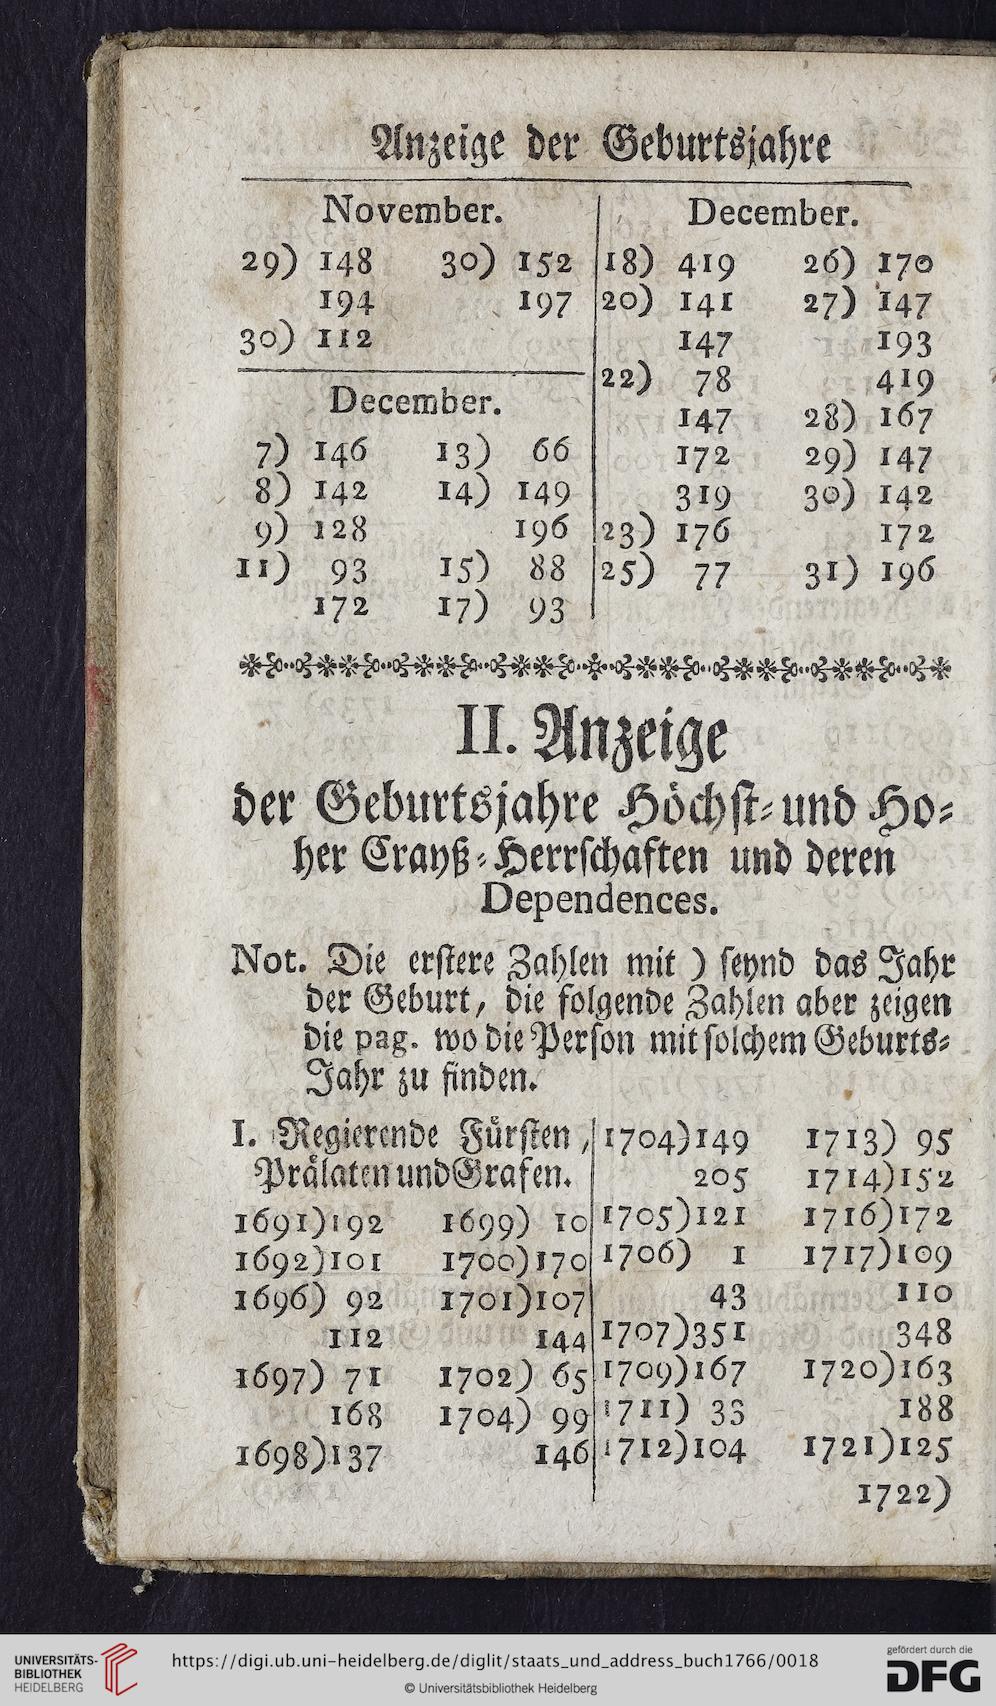 Anzeige der Geburtsjahre
November.
29) 148 30) 152
194 197
30) 112
December.
7) 146 13) 66
8) 142 14) 149
9) 128 196
11) 93 15) 88
172 17) 93
December.
18) 419 26) 170
20) 141 27) 147
147 193
22) 78 419
147 28) 167
172 29) 147
319 30) 142
23) 176 172
25) 77 31) 196
II. Anzeige
der Geburtsjahre Höchst- und Ho-
her Crayß-Herrschaften und deren
Dependences.
Not. Die erstere Zahlen mit ) seynd das Jahr
der Geburt, die folgende Zahlen aber zeigen
die pag. wo die Person mit solchem Geburts-
Jahr zu finden.
I. Regierende Fürsten,
Prälaten und Grafen.
1691)192 1699) 10
1692)101 1700)170
1696) 92 1701)107
112 144
1697) 71 1702) 65
168 1704) 99
1698)137 146
1704)149 1713) 95
205 1714)152
1705)121 1716)172
1706) 1 1717)109
43 110
1707)351 348
1709)167 1720)163
1711) 188
1712)104 1721)125
1722)
UNIVERSITÄTS-
BIBLIOTHEK
HEIDELBERG
https://digi.ub.uni-heidelberg.de/diglit/staats_und_address_buch1766/0018
© Universitätsbibliothek Heidelberg
gefördert durch die
DFG